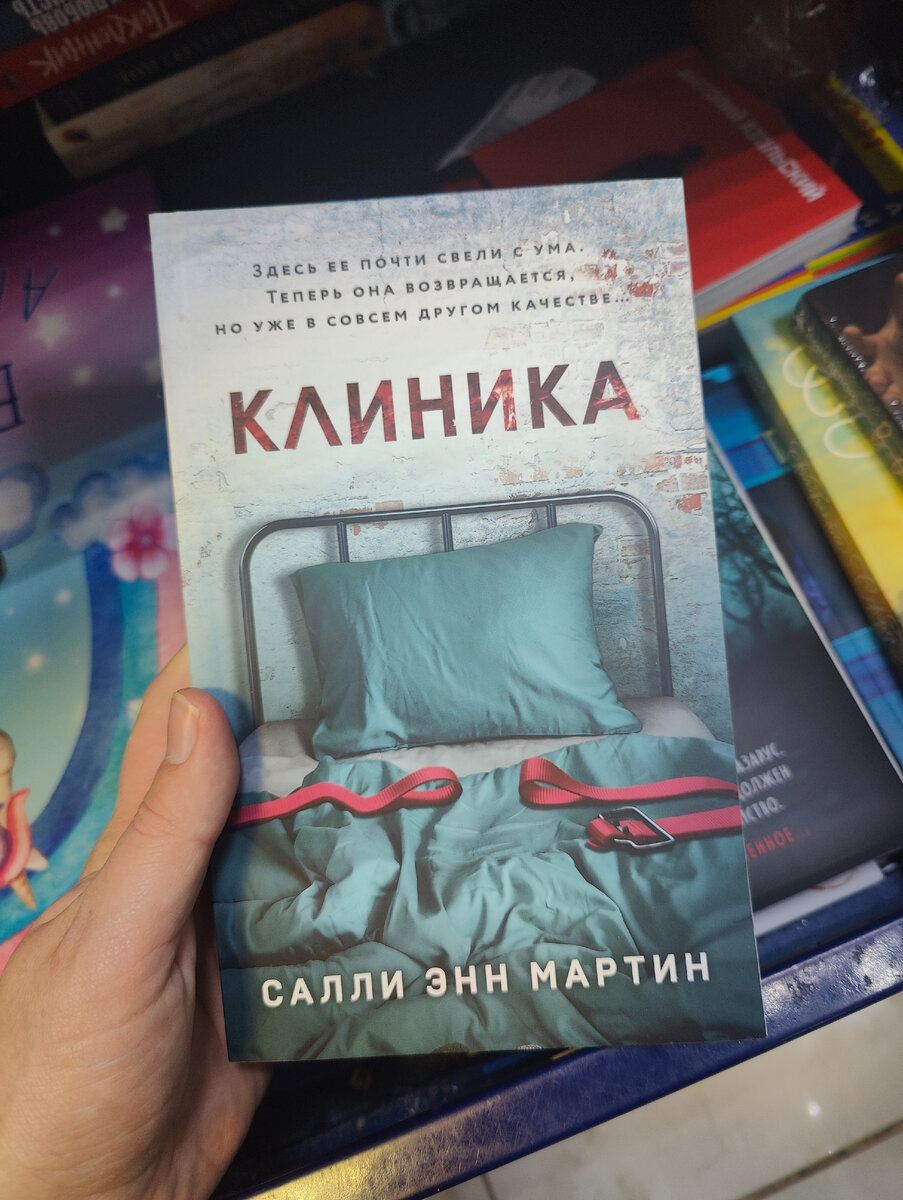 Здесь ее почти свели с ума.
Теперь она возвращается,
но уже в совсем другом качестве...
КЛИНИКА
САЛЛИ ЭНН МАРТИН